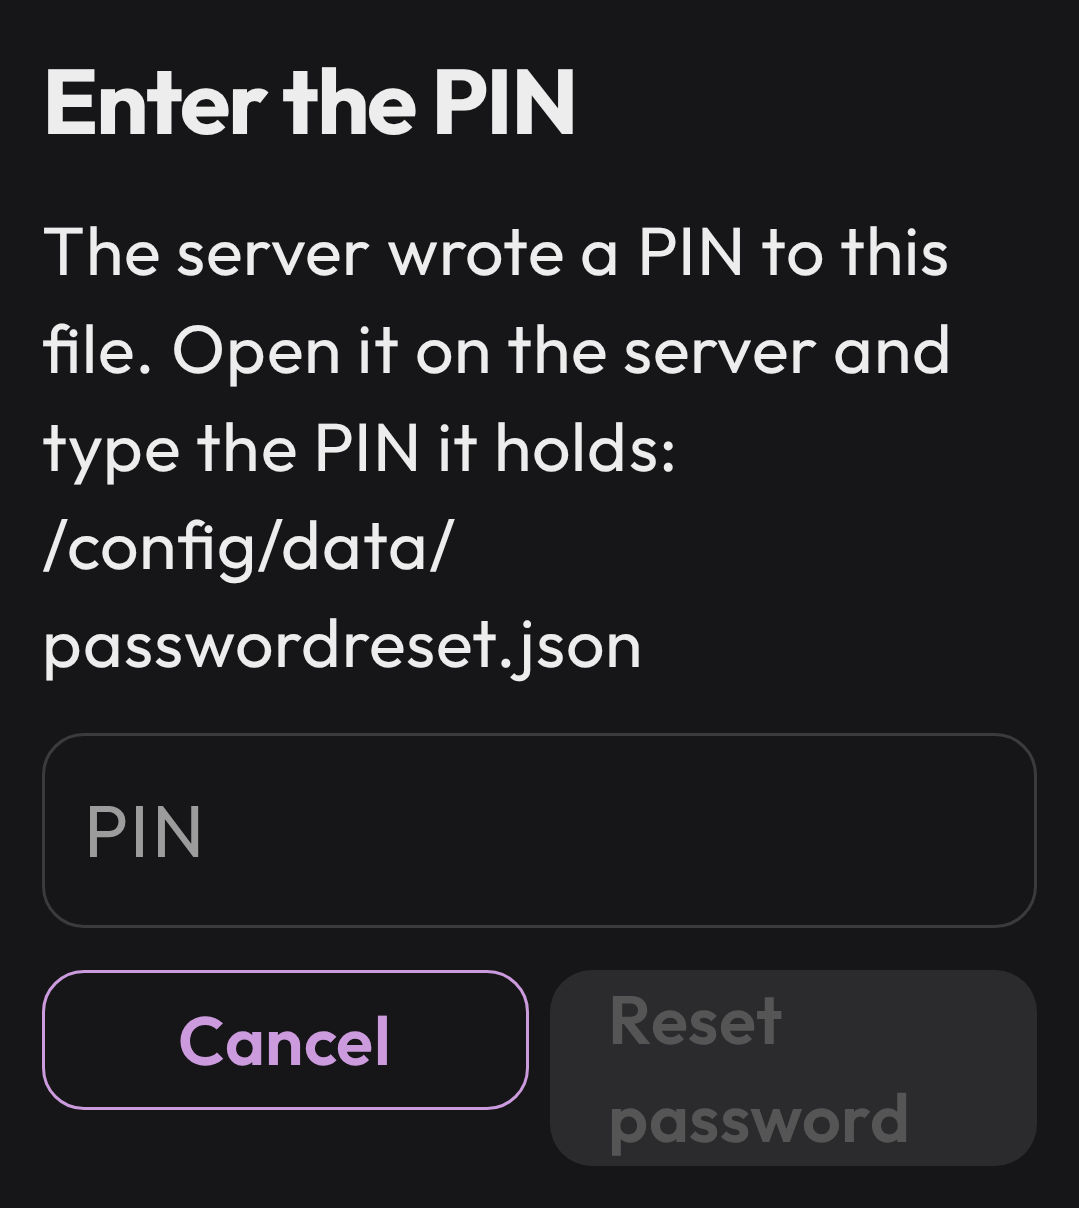 Enter the PIN
The server wrote a PIN to this
file. Open it on the server and
type the PIN it holds:
/config/data/
passwordreset.json
PIN
Cancel
Reset
password